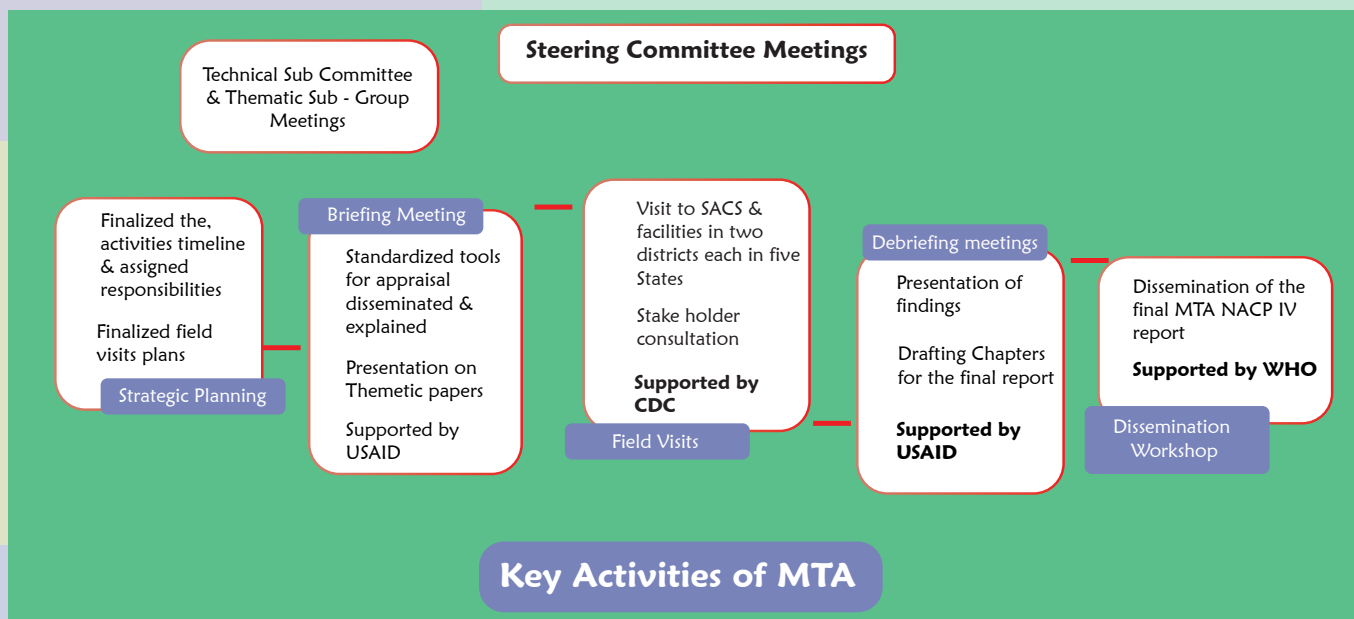 Steering Committee Meetings
Technical Sub Committee
& Thematic Sub - Group
Meetings
Finalized the,
activities timeline
& assigned
responsibilities
Finalized field
visits plans
Strategic Planning
Briefing Meeting
Standardized tools
for appraisal
disseminated &
explained
Presentation on
Themetic papers
Supported by
USAID
Visit to SACS &
facilities in two
districts each in five
States
Stake holder
consultation
Supported by
CDC
Field Visits
Debriefing meetings
Presentation of
findings
Drafting Chapters
for the final report
Supported by
USAID
Dissemination of the
final MTA NACP IV
report
Supported by WHO
Dissemination
Workshop
Key Activities of MTA